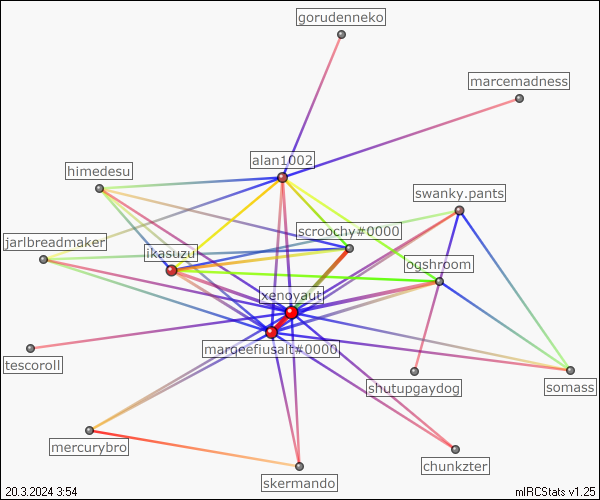 gorudenneko
marcemadness
alan1002
himedesu
swanky.pants
scroochy#0000
jarlbreadmaker
ikasuzu
ogshroom
xenoyaut
marqeefiusalt#0000
tescoroll
shutupgaydog
somass
mercurybro
chunkzter
skermando
20.3.2024 3:54
mIRCStats v1.25